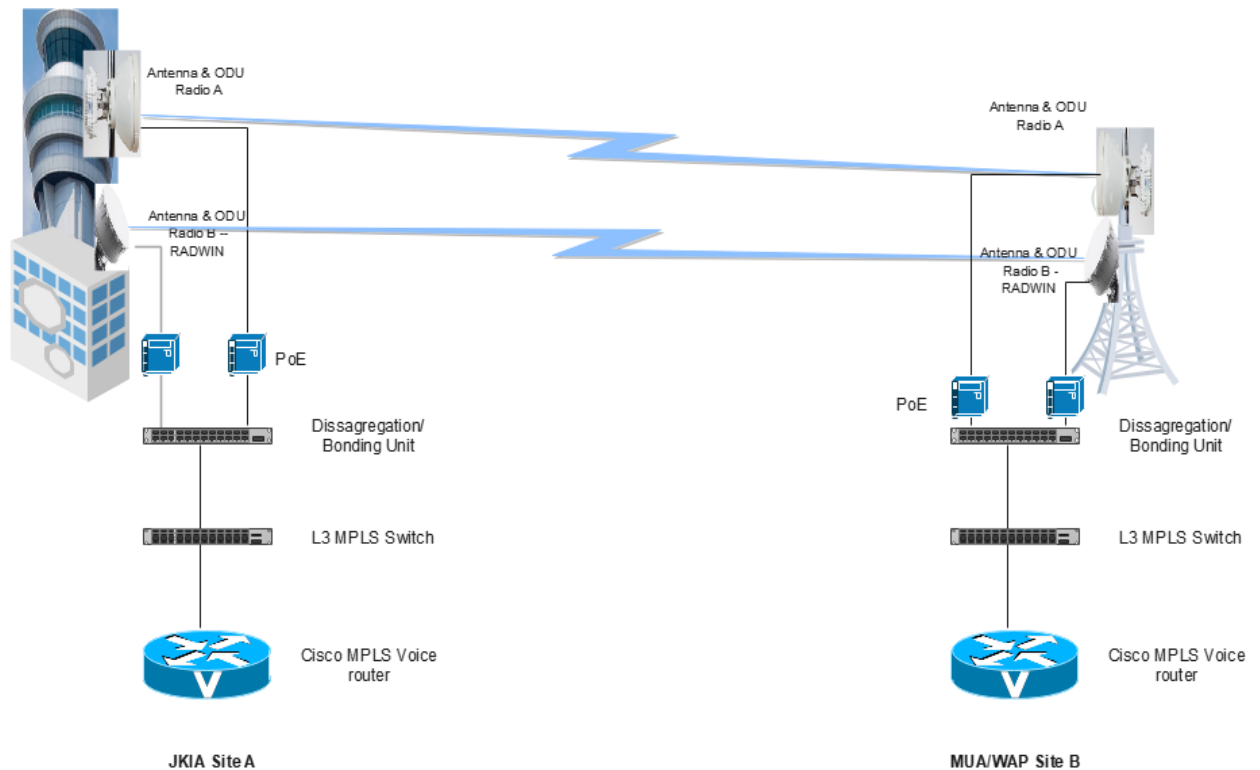 Antenna & ODU
Radio A
Antenna & ODU
Radio A
Antenna & ODU
Radio B --
RADWIN
Antenna & ODU
Radio B -
RADWIN
PoE
PoE
Dissagregation/
Bonding Unit
Dissagregation/
Bonding Unit
L3 MPLS Switch
L3 MPLS Switch
Cisco MPLS Voice
router
Cisco MPLS Voice
router
V
V
JKIA Site A
MUA/WAP Site B